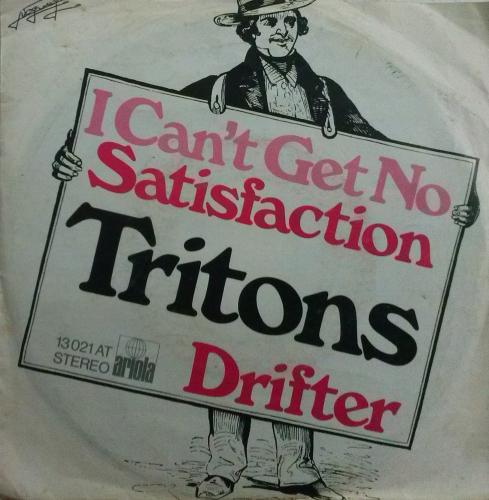 I Can't Get No
Satisfaction
Tritons
13 021 AT
STEREO
ariola
Drifter